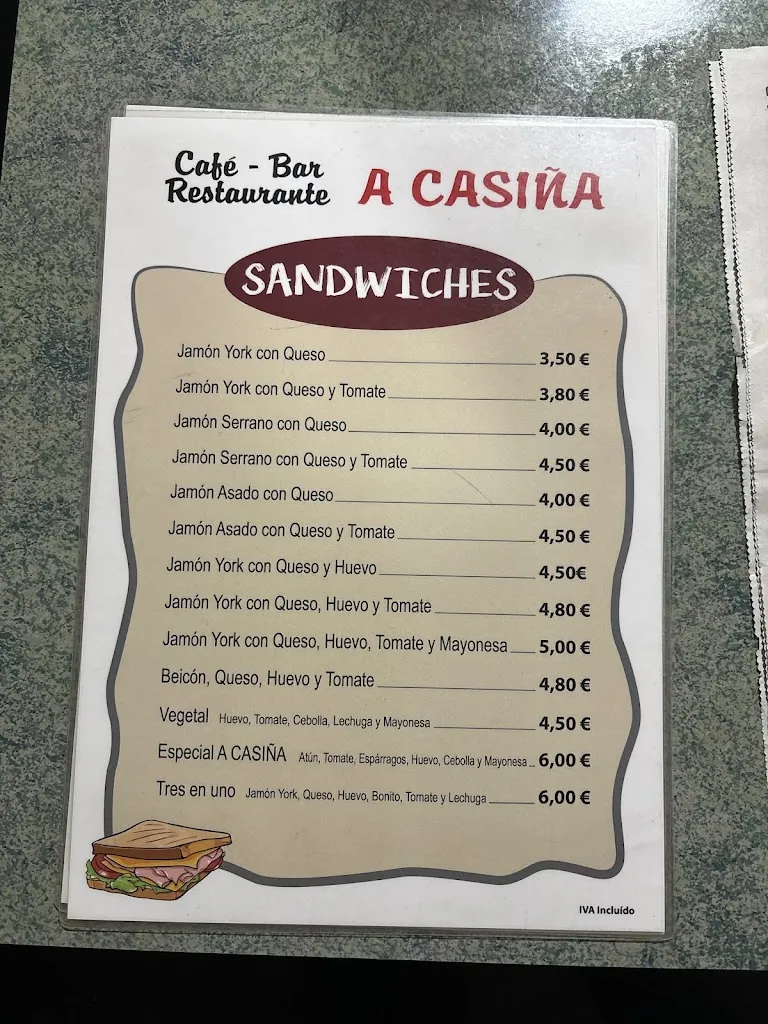 Café - Bar
Restaurante
A CASIÑA
SANDWICHES
Jamón York con Queso 3,50 €
Jamón York con Queso y Tomate 3,80 €
Jamón Serrano con Queso 4,00 €
Jamón Serrano con Queso y Tomate 4,50 €
Jamón Asado con Queso 4,00 €
Jamón Asado con Queso y Tomate 4,50 €
Jamón York con Queso y Huevo 4,50€
Jamón York con Queso, Huevo y Tomate 4,80 €
Jamón York con Queso, Huevo, Tomate y Mayonesa 5,00 €
Beicón, Queso, Huevo y Tomate 4,80 €
Vegetal Huevo, Tomate, Cebolla, Lechuga y Mayonesa 4,50 €
Especial A CASIÑA Atún, Tomate, Espárragos, Huevo, Cebolla y Mayonesa 6,00 €
Tres en uno Jamón York, Queso, Huevo, Bonito, Tomate y Lechuga 6,00 €
IVA Incluído